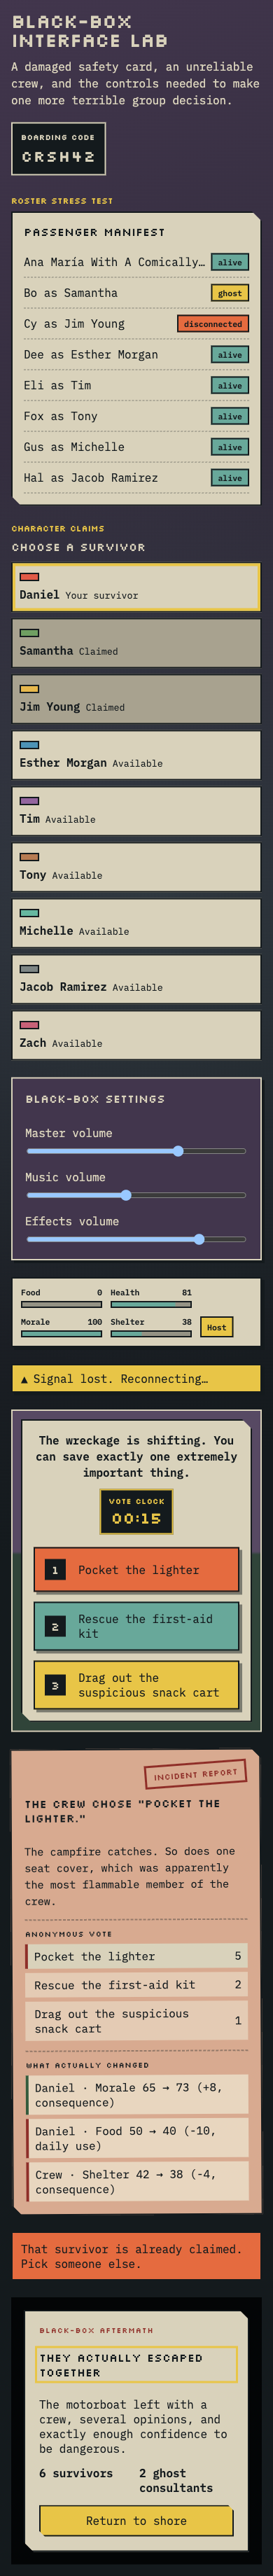 BLACK-BOX
INTERFACE LAB
A damaged safety card, an unreliable
crew, and the controls needed to make
one more terrible group decision.
BOARDING CODE
CRSH42
ROSTER STRESS TEST
PASSENGER MANIFEST
Ana María With A Comically… alive
Bo as Samantha ghost
Cy as Jim Young disconnected
Dee as Esther Morgan alive
Eli as Tim alive
Fox as Tony alive
Gus as Michelle alive
Hal as Jacob Ramirez alive
CHARACTER CLAIMS
CHOOSE A SURVIVOR
Daniel Your survivor
Samantha Claimed
Jim Young Claimed
Esther Morgan Available
Tim Available
Tony Available
Michelle Available
Jacob Ramirez Available
Zach Available
BLACK-BOX SETTINGS
Master volume
Music volume
Effects volume
Food 0 Health 81
Morale 100 Shelter 38 Host
▲ Signal lost. Reconnecting…
The wreckage is shifting. You
can save exactly one extremely
important thing.
VOTE CLOCK
00:15
1 Pocket the lighter
2 Rescue the first-aid
kit
3 Drag out the
suspicious snack cart
INCIDENT REPORT
THE CREW CHOSE "POCKET THE
LIGHTER."
The campfire catches. So does one
seat cover, which was apparently
the most flammable member of the
crew.
ANONYMOUS VOTE
Pocket the lighter 5
Rescue the first-aid kit 2
Drag out the suspicious
snack cart 1
WHAT ACTUALLY CHANGED
Daniel · Morale 65 → 73 (+8,
consequence)
Daniel · Food 50 → 40 (-10,
daily use)
Crew · Shelter 42 → 38 (-4,
consequence)
That survivor is already claimed.
Pick someone else.
BLACK-BOX AFTERMATH
THEY ACTUALLY ESCAPED
TOGETHER
The motorboat left with a
crew, several opinions, and
exactly enough confidence to
be dangerous.
6 survivors 2 ghost
consultants
Return to shore